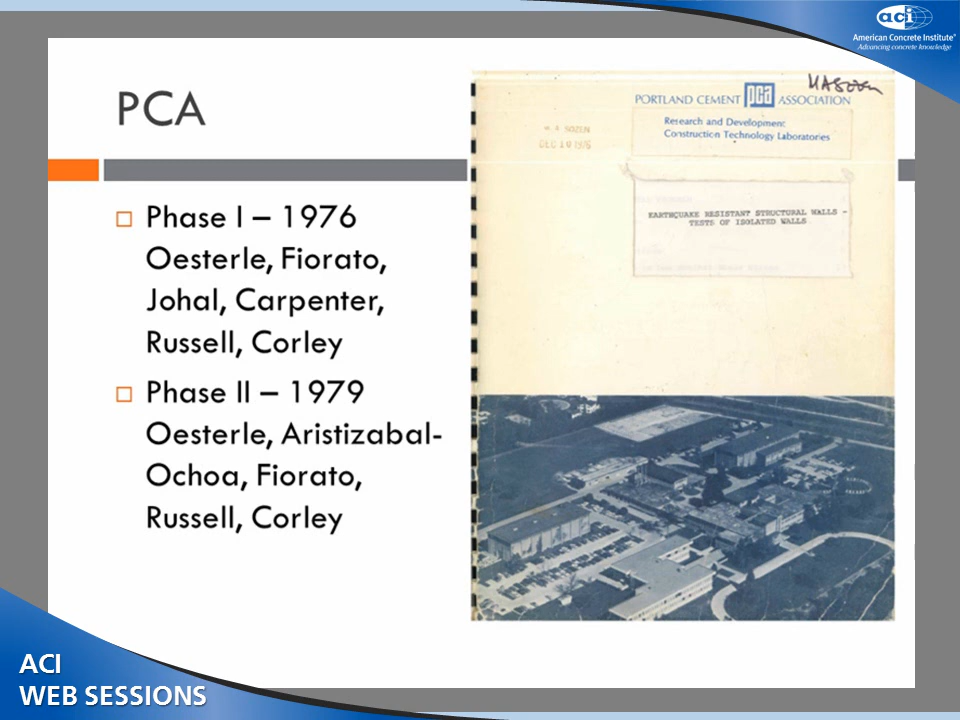 aci
American Concrete Institute®
Advancing concrete knowledge
PCA
Phase I – 1976
Oesterle, Fiorato,
Johal, Carpenter,
Russell, Corley
Phase II – 1979
Oesterle, Aristizabal-
Ochoa, Fiorato,
Russell, Corley
PORTLAND CEMENT pca ASSOCIATION
Research and Development
Construction Technology Laboratories
SOZEN
DEC 10 1976
EARTHQUAKE RESISTANT STRUCTURAL WALLS -
TESTS OF ISOLATED WALLS
ACI
WEB SESSIONS